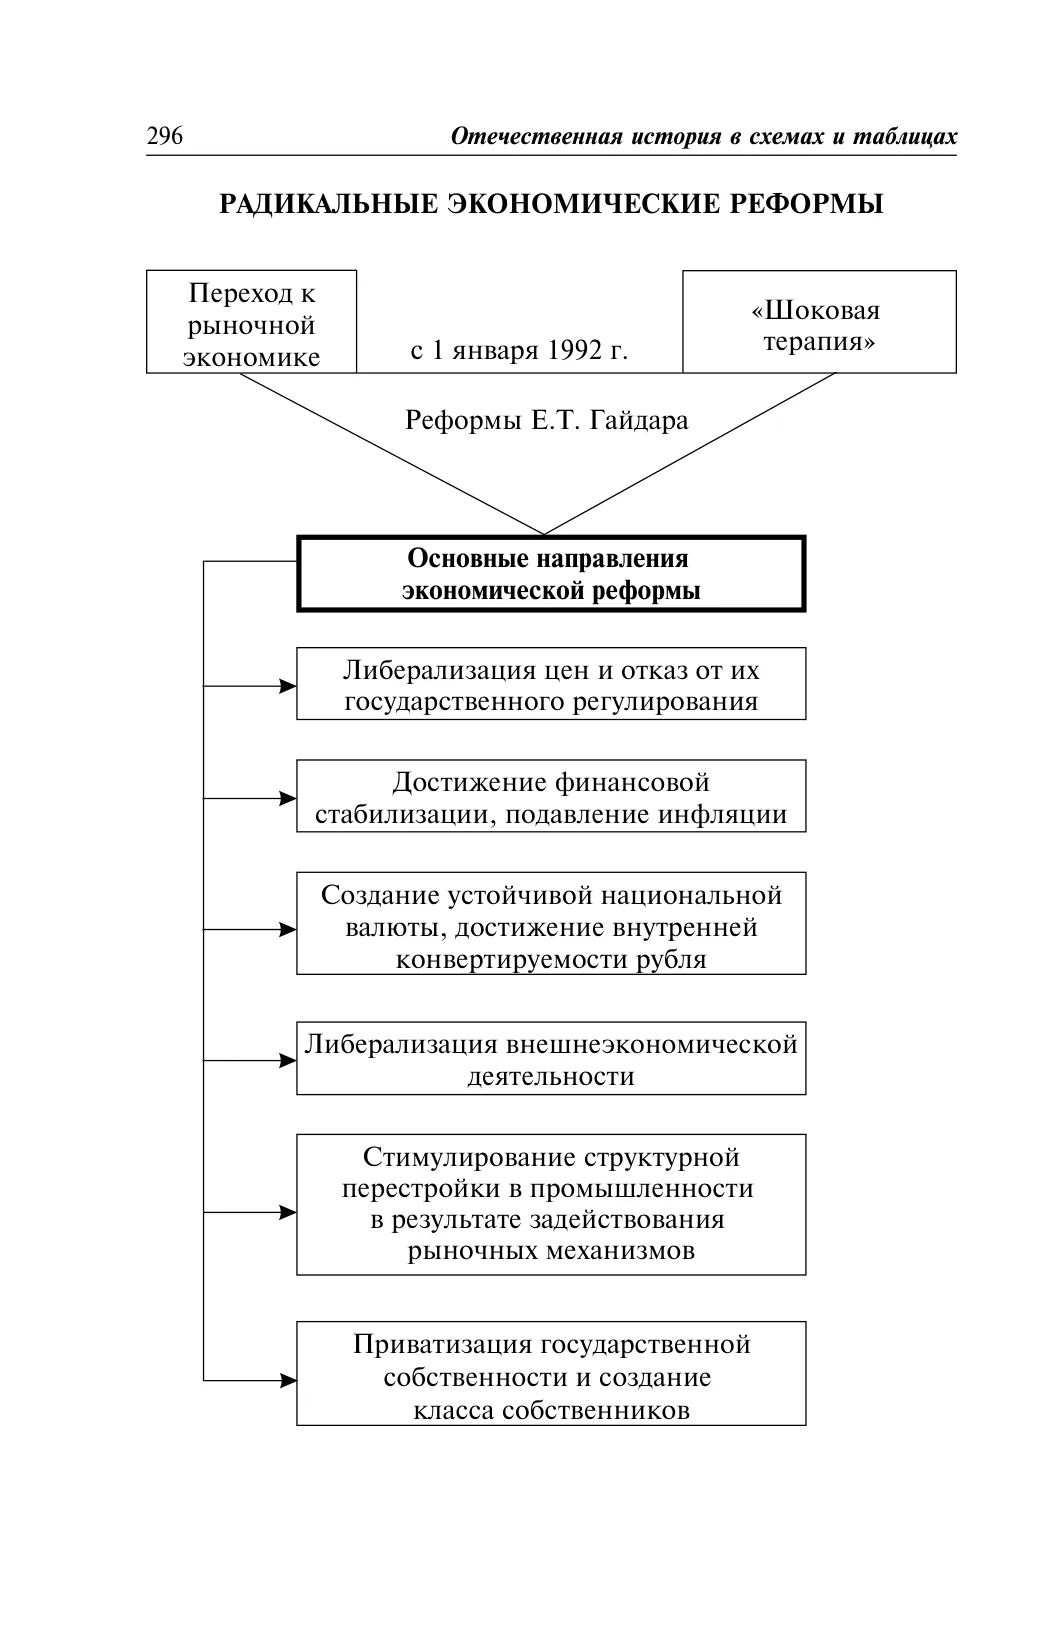 296
Отечественная история в схемах и таблицах
РАДИКАЛЬНЫЕ ЭКОНОМИЧЕСКИЕ РЕФОРМЫ
Переход к
рыночной
экономике
с 1 января 1992 г.
«Шоковая
терапия»
Реформы Е.Т. Гайдара
Основные направления
экономической реформы
Либерализация цен и отказ от их
государственного регулирования
Достижение финансовой
стабилизации, подавление инфляции
Создание устойчивой национальной
валюты, достижение внутренней
конвертируемости рубля
Либерализация внешнеэкономической
деятельности
Стимулирование структурной
перестройки в промышленности
в результате задействования
рыночных механизмов
Приватизация государственной
собственности и создание
класса собственников